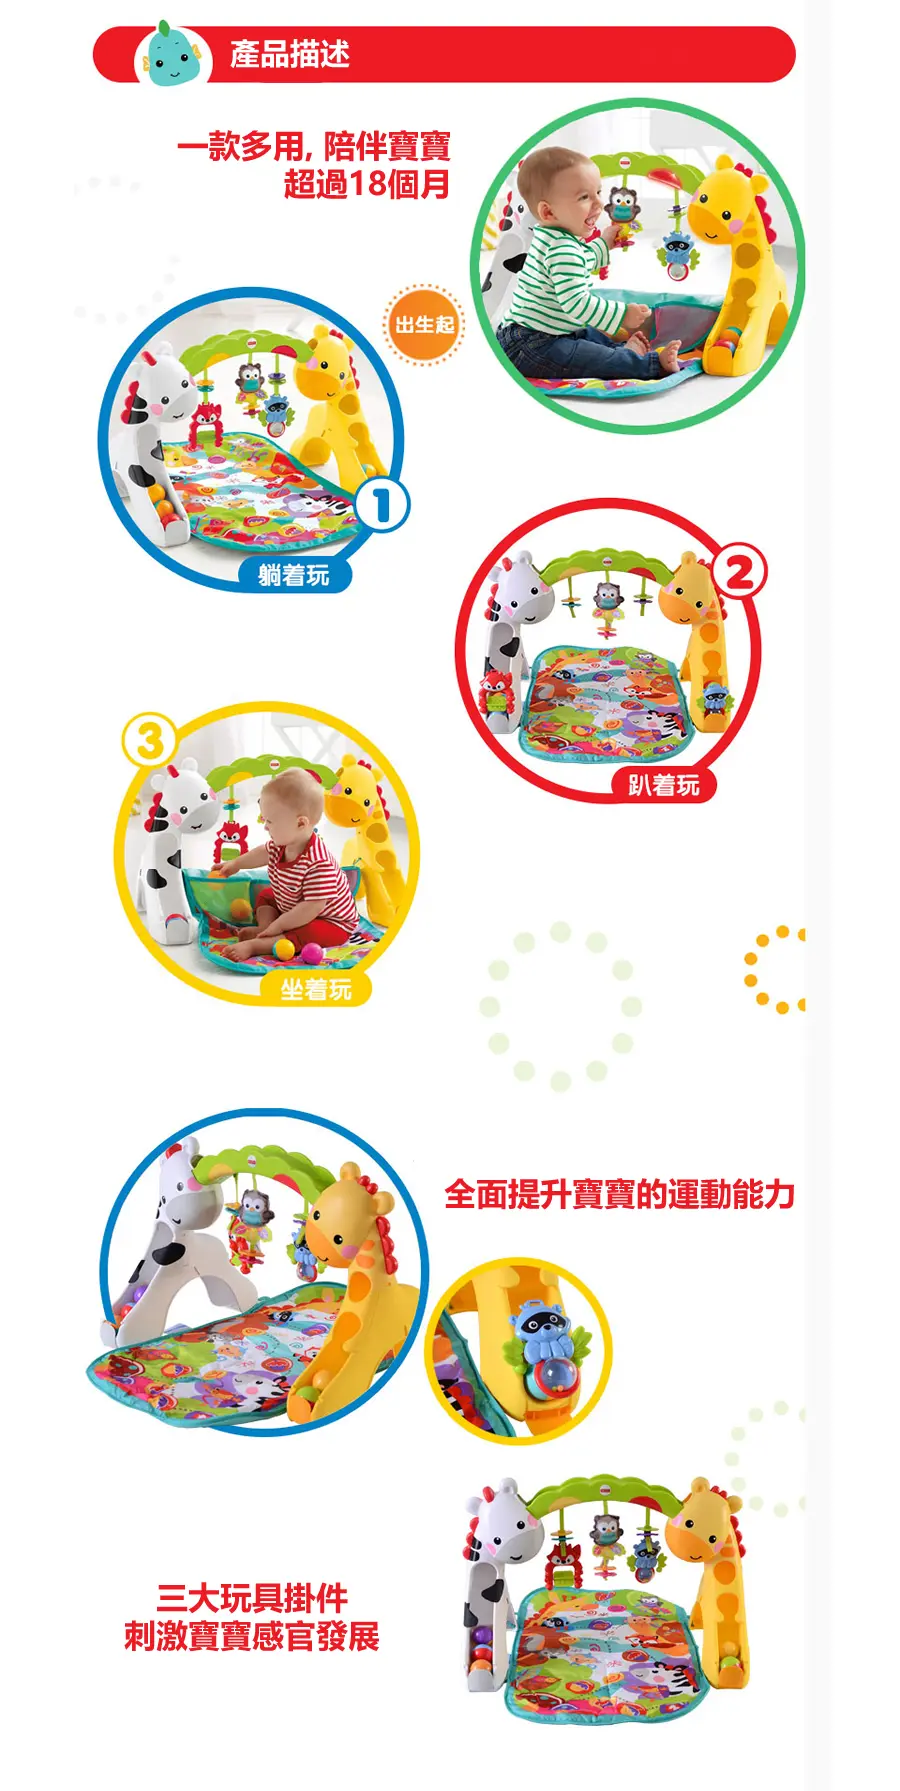 產品描述
一款多用, 陪伴寶寶
超過18個月
出生起
1
躺着玩
2
趴着玩
3
坐着玩
全面提升寶寶的運動能力
三大玩具掛件
刺激寶寶感官發展